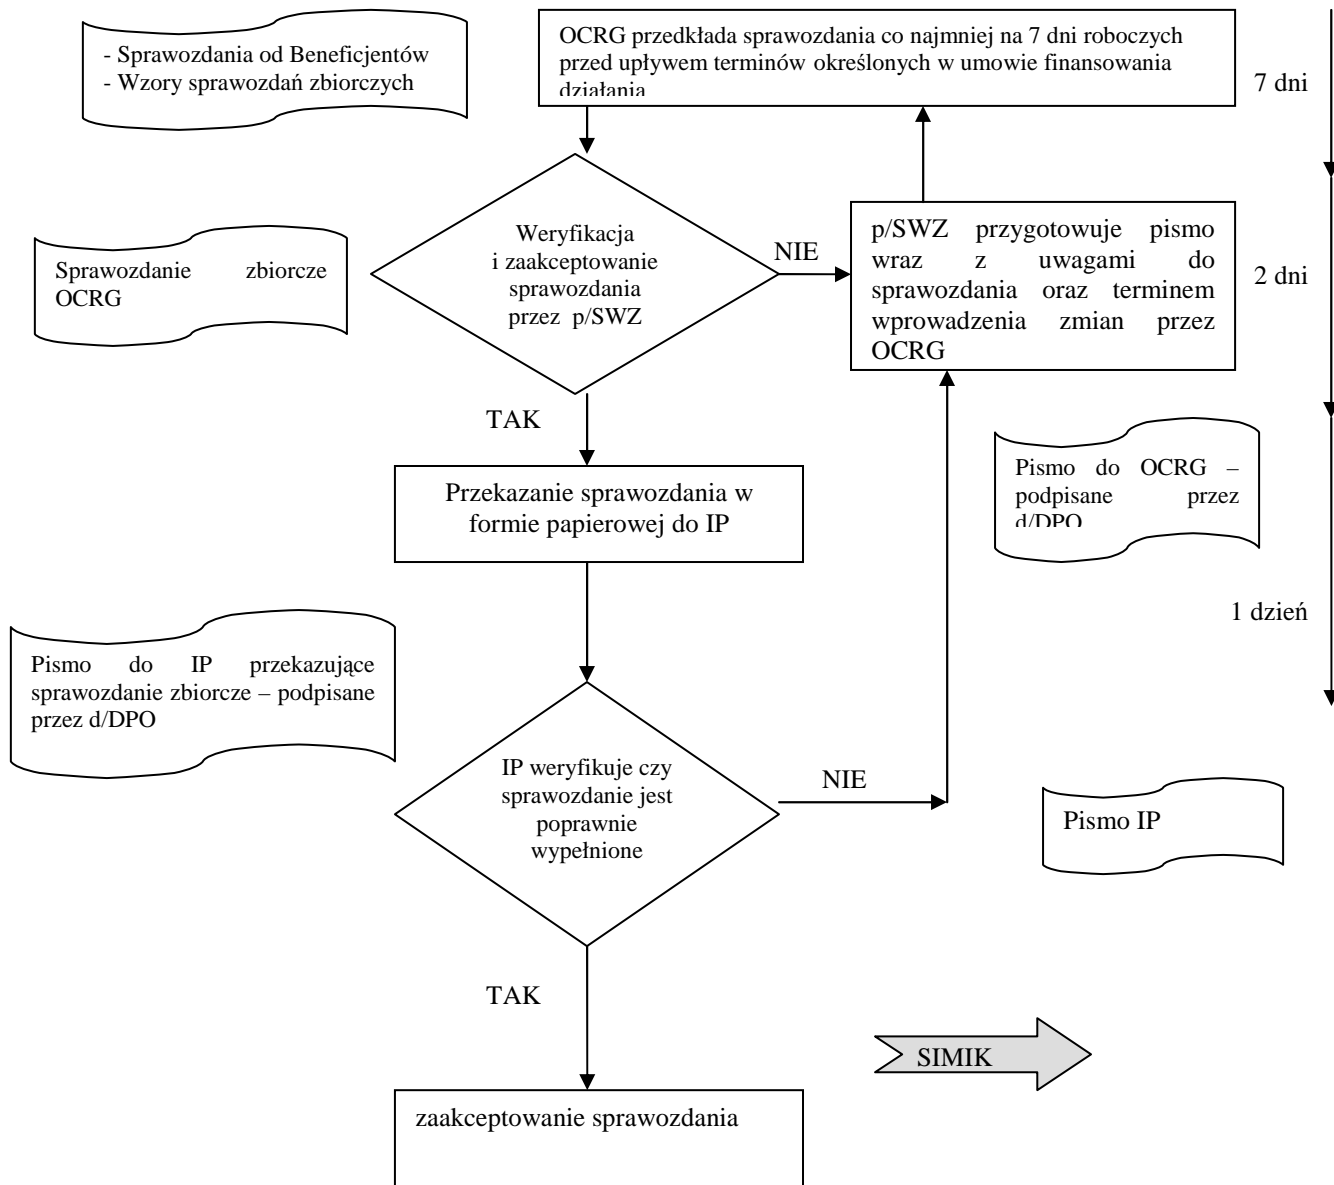 - Sprawozdania od Beneficjentów
- Wzory sprawozdań zbiorczych
OCRG przedkłada sprawozdania co najmniej na 7 dni roboczych
przed upływem terminów określonych w umowie finansowania
działania
7 dni
Weryfikacja
i zaakceptowanie
sprawozdania
przez p/SWZ
NIE
p/SWZ przygotowuje pismo
wraz z uwagami do
sprawozdania oraz terminem
wprowadzenia zmian przez
OCRG
2 dni
Sprawozdanie zbiorcze
OCRG
TAK
Pismo do OCRG –
podpisane przez
d/DPO
Przekazanie sprawozdania w
formie papierowej do IP
1 dzień
Pismo do IP przekazujące
sprawozdanie zbiorcze – podpisane
przez d/DPO
IP weryfikuje czy
sprawozdanie jest
poprawnie
wypełnione
NIE
Pismo IP
TAK
SIMIK
zaakceptowanie sprawozdania